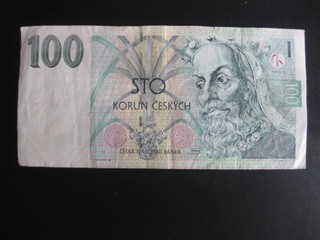 100
STO
KORUN ČESKÝCH
ČESKÁ NÁRODNÍ BANKA
100